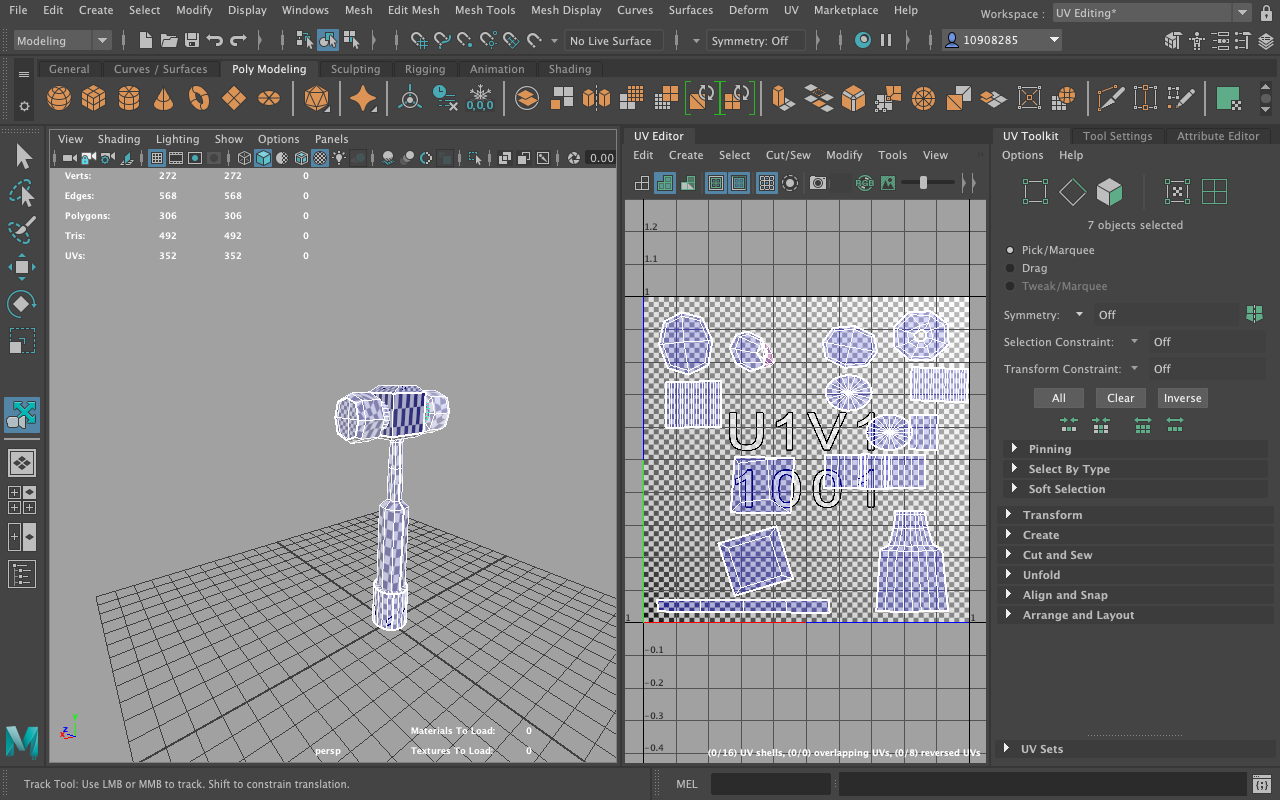 File Edit Create Select Modify Display Windows Mesh Edit Mesh Mesh Tools Mesh Display Curves Surfaces Deform UV Marketplace Help Workspace : UV Editing*
Modeling No Live Surface Symmetry: Off 10908285
General Curves / Surfaces Poly Modeling Sculpting Rigging Animation Shading
0,0,0
View Shading Lighting Show Options Panels
0.00
Verts: 272 272 0
Edges: 568 568 0
Polygons: 306 306 0
Tris: 492 492 0
UVs: 352 352 0
Materials To Load: 0
persp Textures To Load: 0
UV Editor
Edit Create Select Cut/Sew Modify Tools View
RGB
1.2
1.1
1
U1V1
1001
1 1
-0.1
-0.2
-0.3
-0.4
(0/16) UV shells, (0/0) overlapping UVs, (0/8) reversed UVs
UV Toolkit Tool Settings Attribute Editor
Options Help
7 objects selected
Pick/Marquee
Drag
Tweak/Marquee
Symmetry: Off
Selection Constraint: Off
Transform Constraint: Off
All Clear Inverse
Pinning
Select By Type
Soft Selection
Transform
Create
Cut and Sew
Unfold
Align and Snap
Arrange and Layout
UV Sets
Track Tool: Use LMB or MMB to track. Shift to constrain translation. MEL